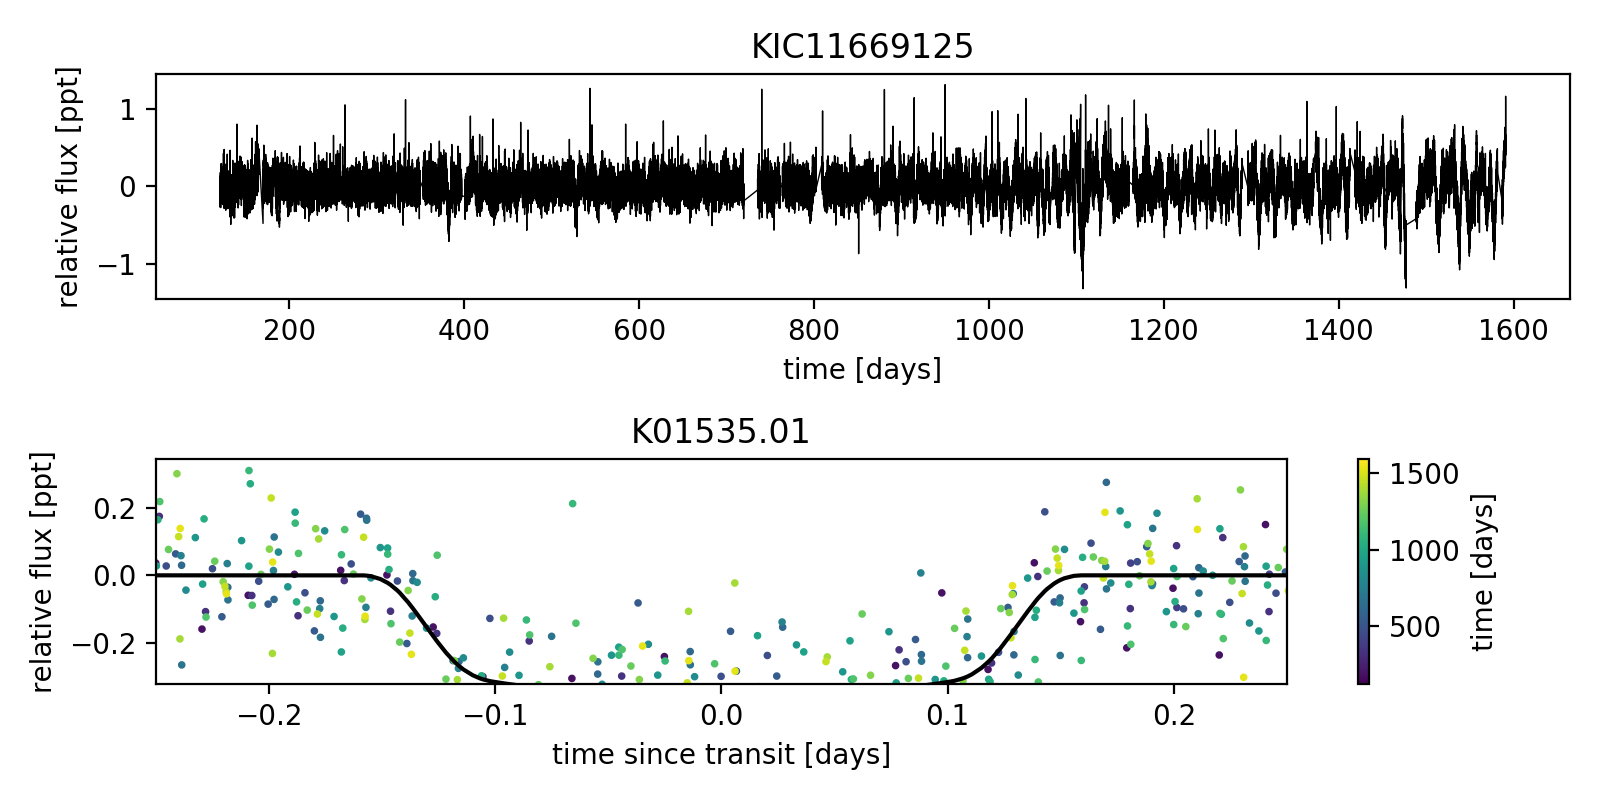 KIC11669125
relative flux [ppt]
1
0
−1
200 400 600 800 1000 1200 1400 1600
time [days]
K01535.01
relative flux [ppt]
0.2
0.0
−0.2
−0.2 −0.1 0.0 0.1 0.2
time since transit [days]
1500
1000
500
time [days]